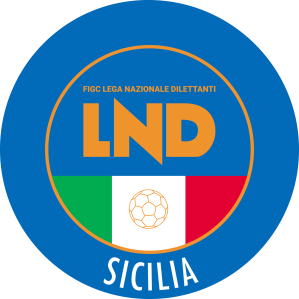 FIGC LEGA NAZIONALE DILETTANTI
LND
SICILIA